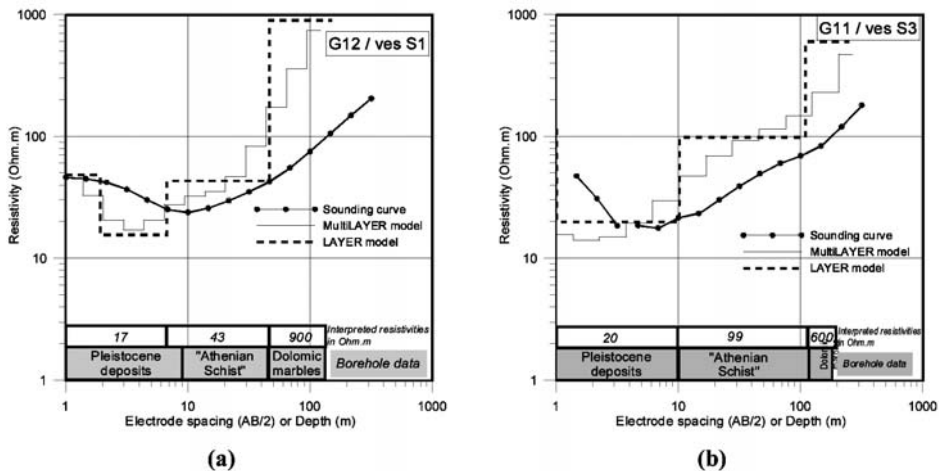 1000
100
10
1
Resistivity (Ohm.m)
G12 / ves S1
Sounding curve
MultiLAYER model
LAYER model
17
43
900
Interpreted resistivities
in Ohm.m
Pleistocene
deposits
"Athenian
Schist"
Dolomic
marbles
Borehole data
1
10
100
1000
Electrode spacing (AB/2) or Depth (m)
(a)
1000
100
10
1
Resistivity (Ohm.m)
G11 / ves S3
Sounding curve
MultiLAYER model
LAYER model
20
99
600
Interpreted resistivities
in Ohm.m
Pleistocene
deposits
"Athenian
Schist"
Borehole data
1
10
100
1000
Electrode spacing (AB/2) or Depth (m)
(b)